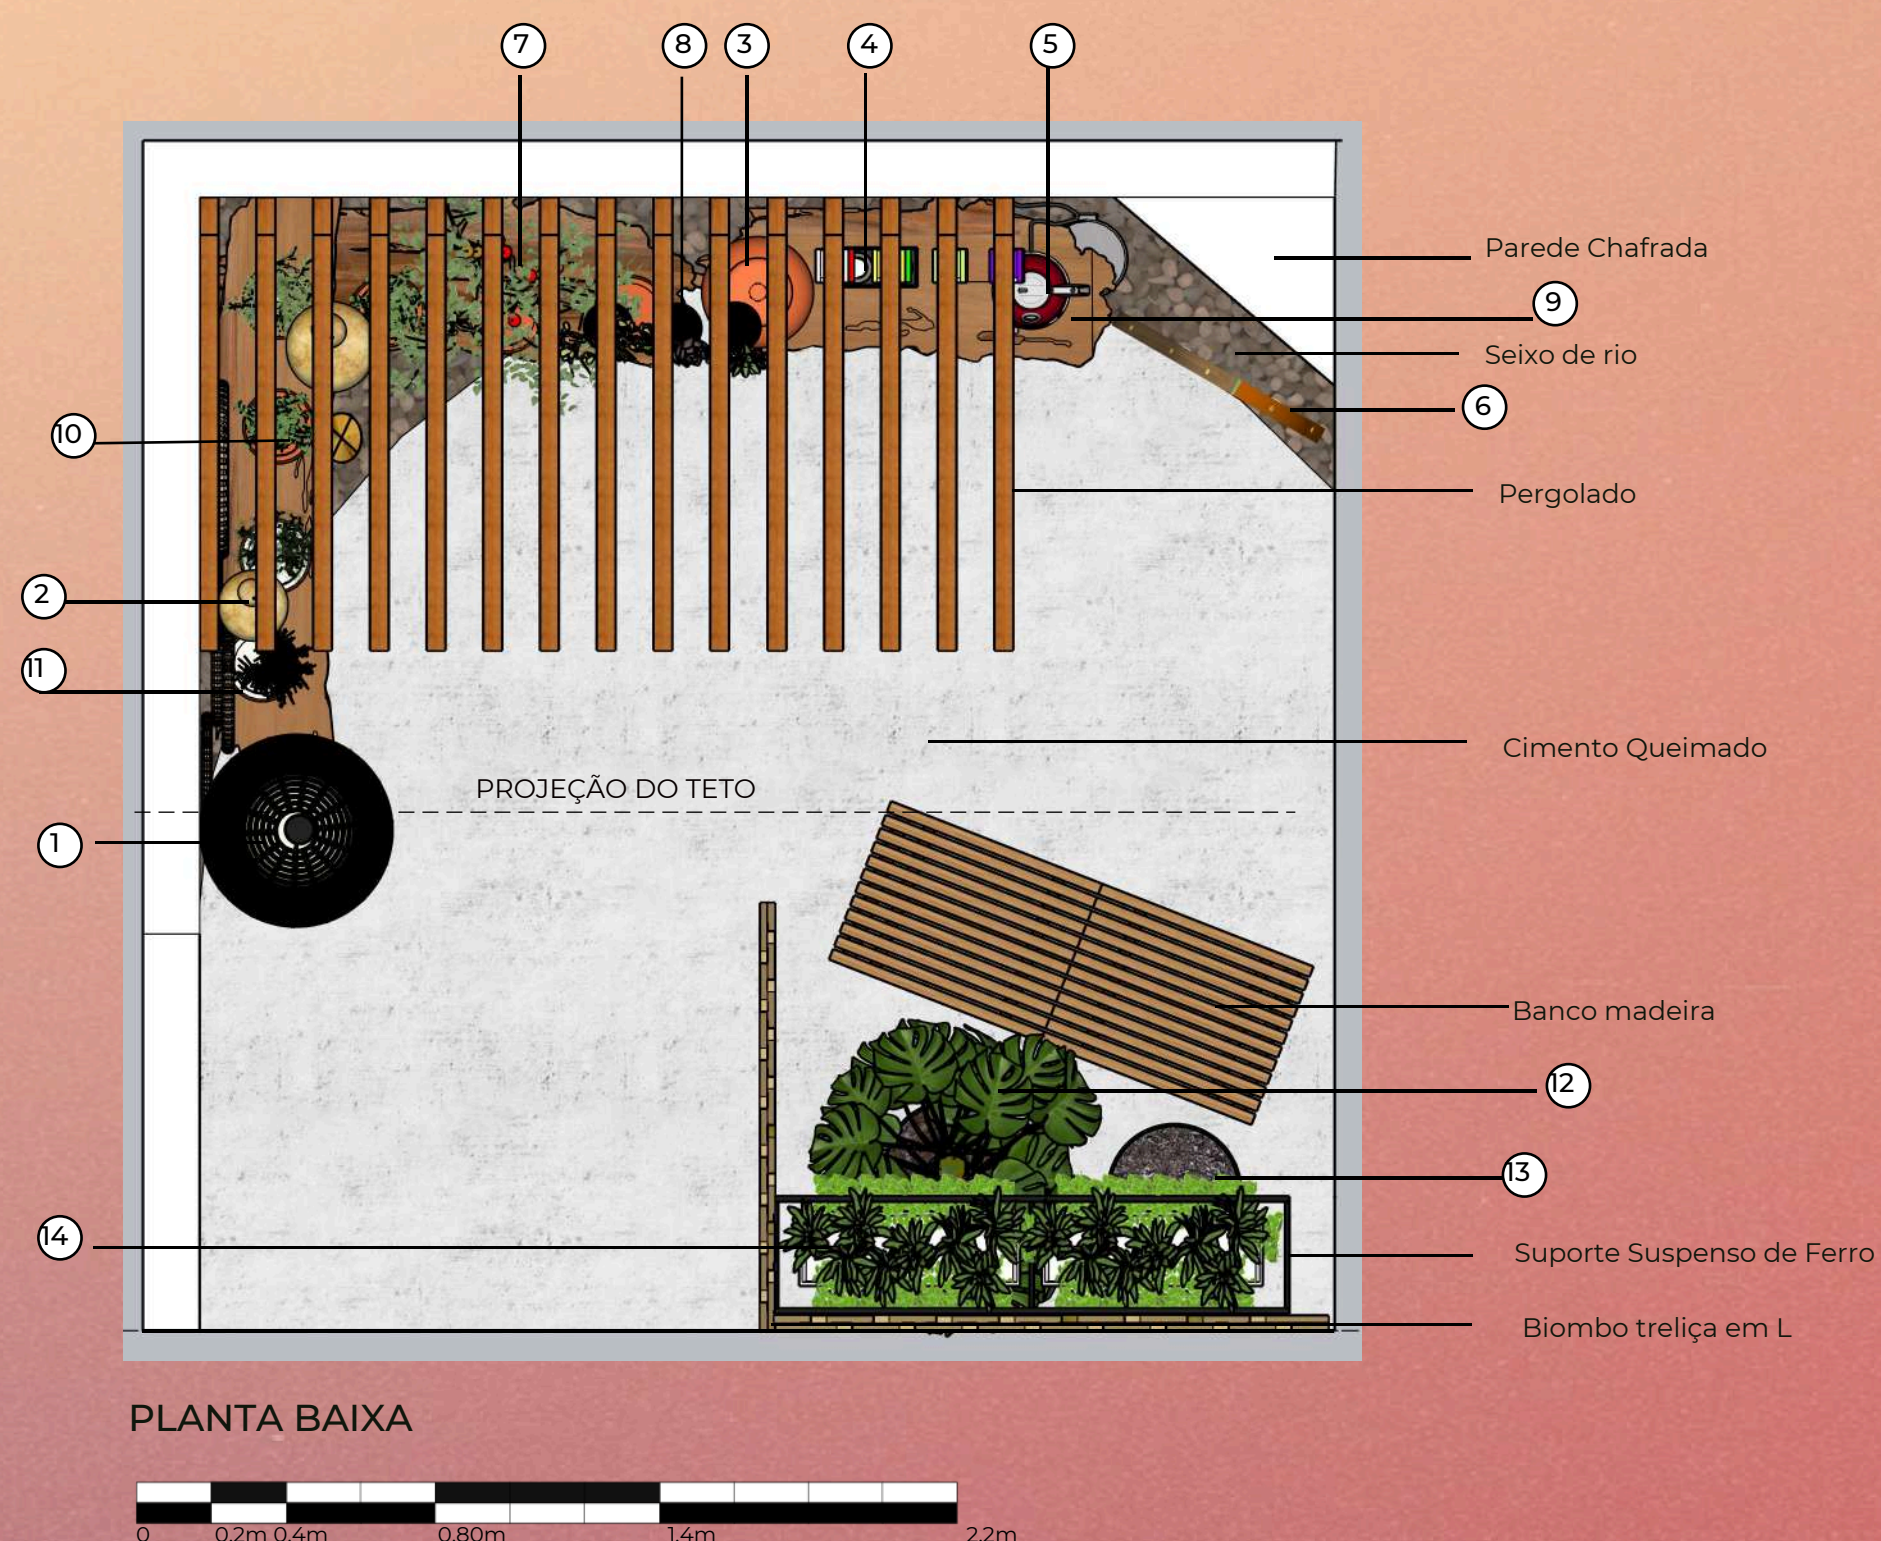 7
8
3
4
5
Parede Chafrada
9
Seixo de rio
6
10
Pergolado
2
11
Cimento Queimado
PROJEÇÃO DO TETO
1
Banco madeira
12
13
14
Suporte Suspenso de Ferro
Biombo treliça em L
PLANTA BAIXA
0 0.2m 0.4m 0.80m 1.4m 2.2m